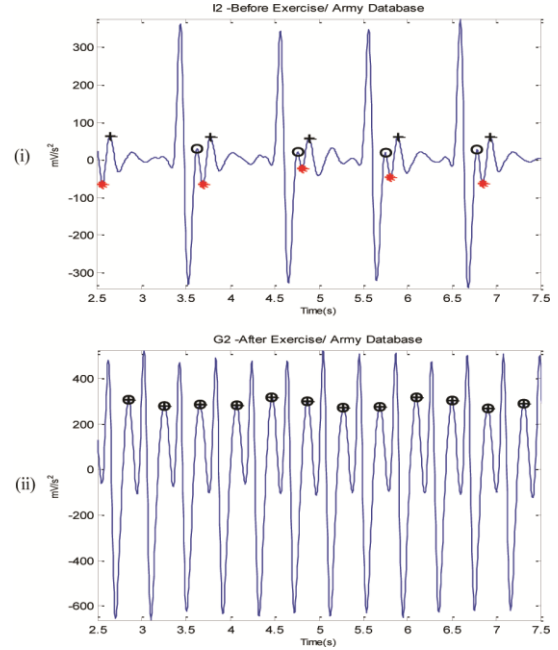 I2 -Before Exercise/ Army Database
(i)
mV/s²
300
200
100
0
-100
-200
-300
2.5 3 3.5 4 4.5 5 5.5 6 6.5 7 7.5
Time(s)
G2 -After Exercise/ Army Database
(ii)
mV/s²
400
200
0
-200
-400
-600
2.5 3 3.5 4 4.5 5 5.5 6 6.5 7 7.5
Time(s)